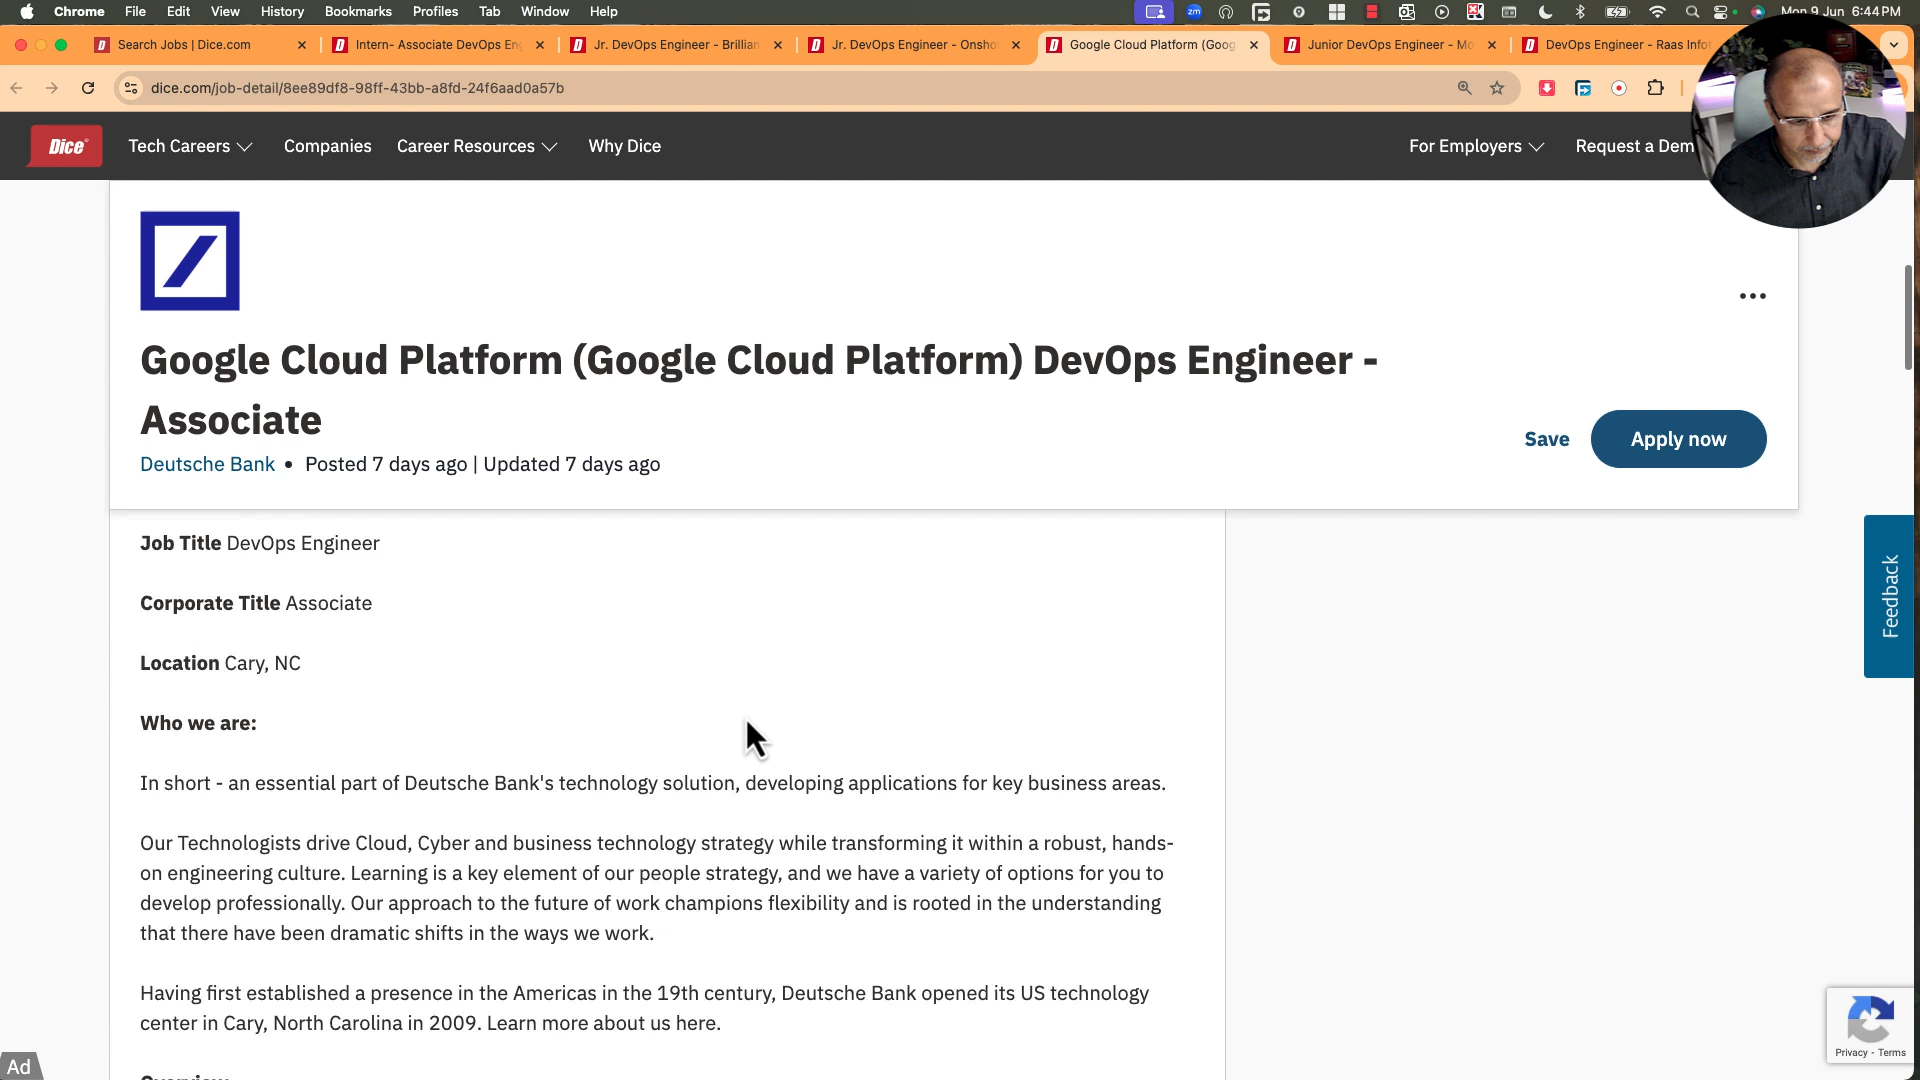 Chrome File Edit View History Bookmarks Profiles Tab Window Help
zm
Mon 9 Jun 6:44 PM
Search Jobs | Dice.com
Intern- Associate DevOps En
Jr. DevOps Engineer - Brillian
Jr. DevOps Engineer - Onsho
Google Cloud Platform (Goog
Junior DevOps Engineer - Mo
DevOps Engineer - Raas Infot
dice.com/job-detail/8ee89df8-98ff-43bb-a8fd-24f6aad0a57b
Dice
Tech Careers
Companies
Career Resources
Why Dice
For Employers
Request a Dem
Google Cloud Platform (Google Cloud Platform) DevOps Engineer -
Associate
Deutsche Bank • Posted 7 days ago | Updated 7 days ago
Save
Apply now
Job Title DevOps Engineer
Corporate Title Associate
Location Cary, NC
Who we are:
In short - an essential part of Deutsche Bank's technology solution, developing applications for key business areas.
Our Technologists drive Cloud, Cyber and business technology strategy while transforming it within a robust, hands-
on engineering culture. Learning is a key element of our people strategy, and we have a variety of options for you to
develop professionally. Our approach to the future of work champions flexibility and is rooted in the understanding
that there have been dramatic shifts in the ways we work.
Having first established a presence in the Americas in the 19th century, Deutsche Bank opened its US technology
center in Cary, North Carolina in 2009. Learn more about us here.
Feedback
Privacy - Terms
Ad